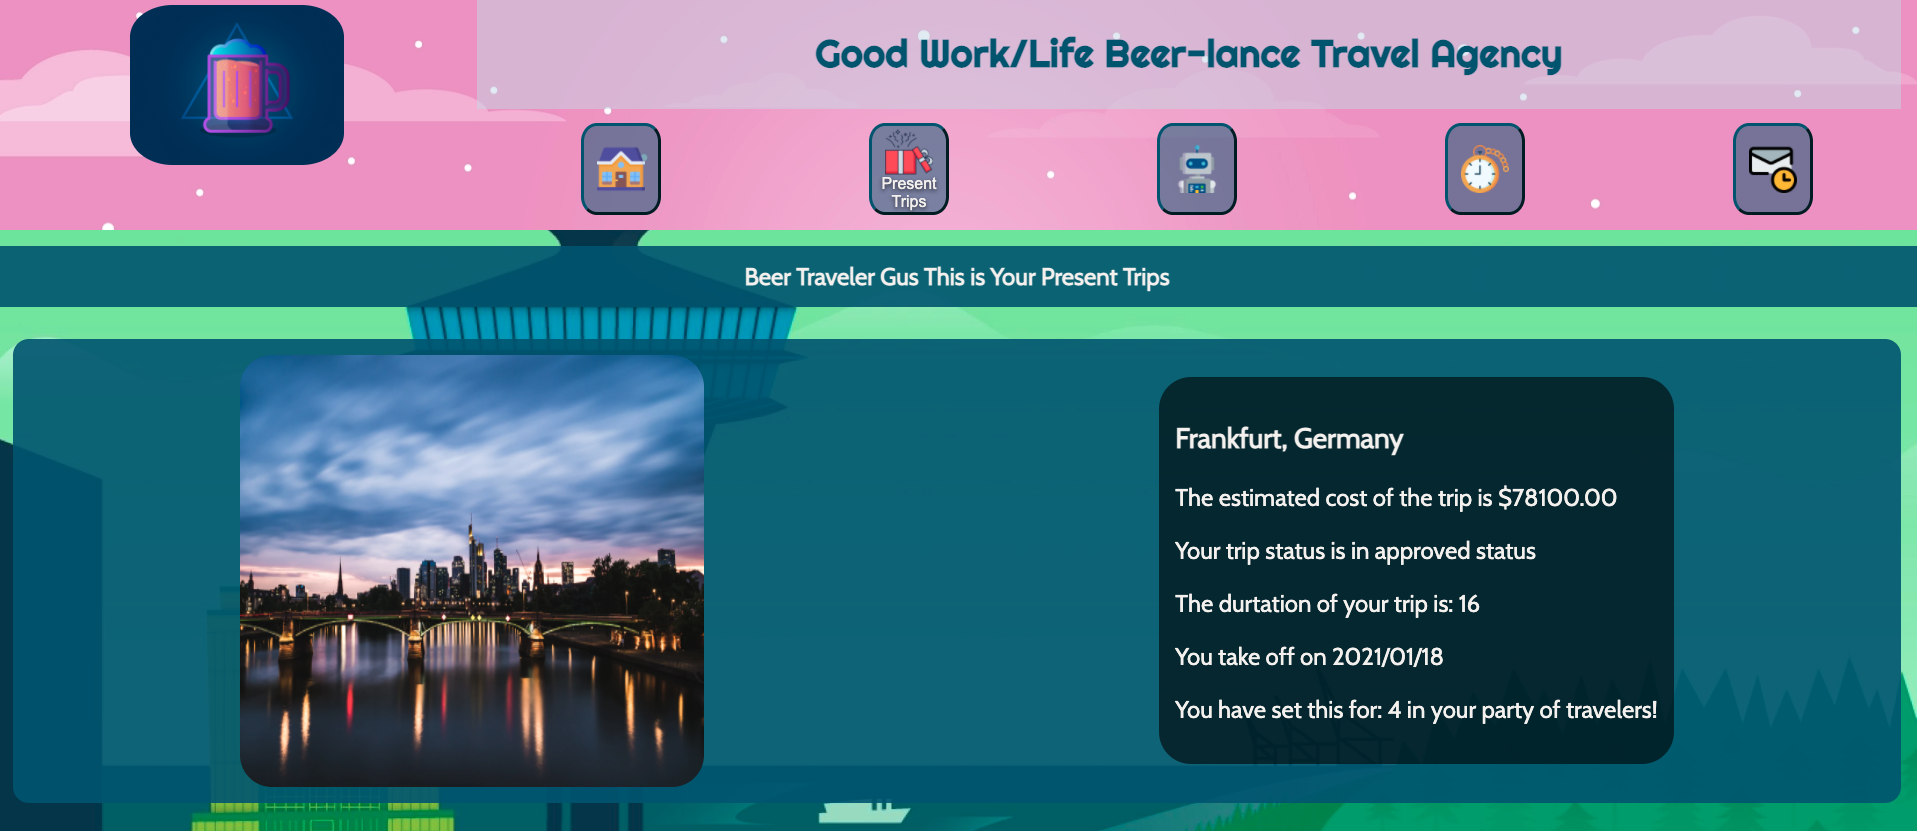 Good Work/Life Beer-lance Travel Agency
Present
Trips
Beer Traveler Gus This is Your Present Trips
Frankfurt, Germany
The estimated cost of the trip is $78100.00
Your trip status is in approved status
The durtation of your trip is: 16
You take off on 2021/01/18
You have set this for: 4 in your party of travelers!